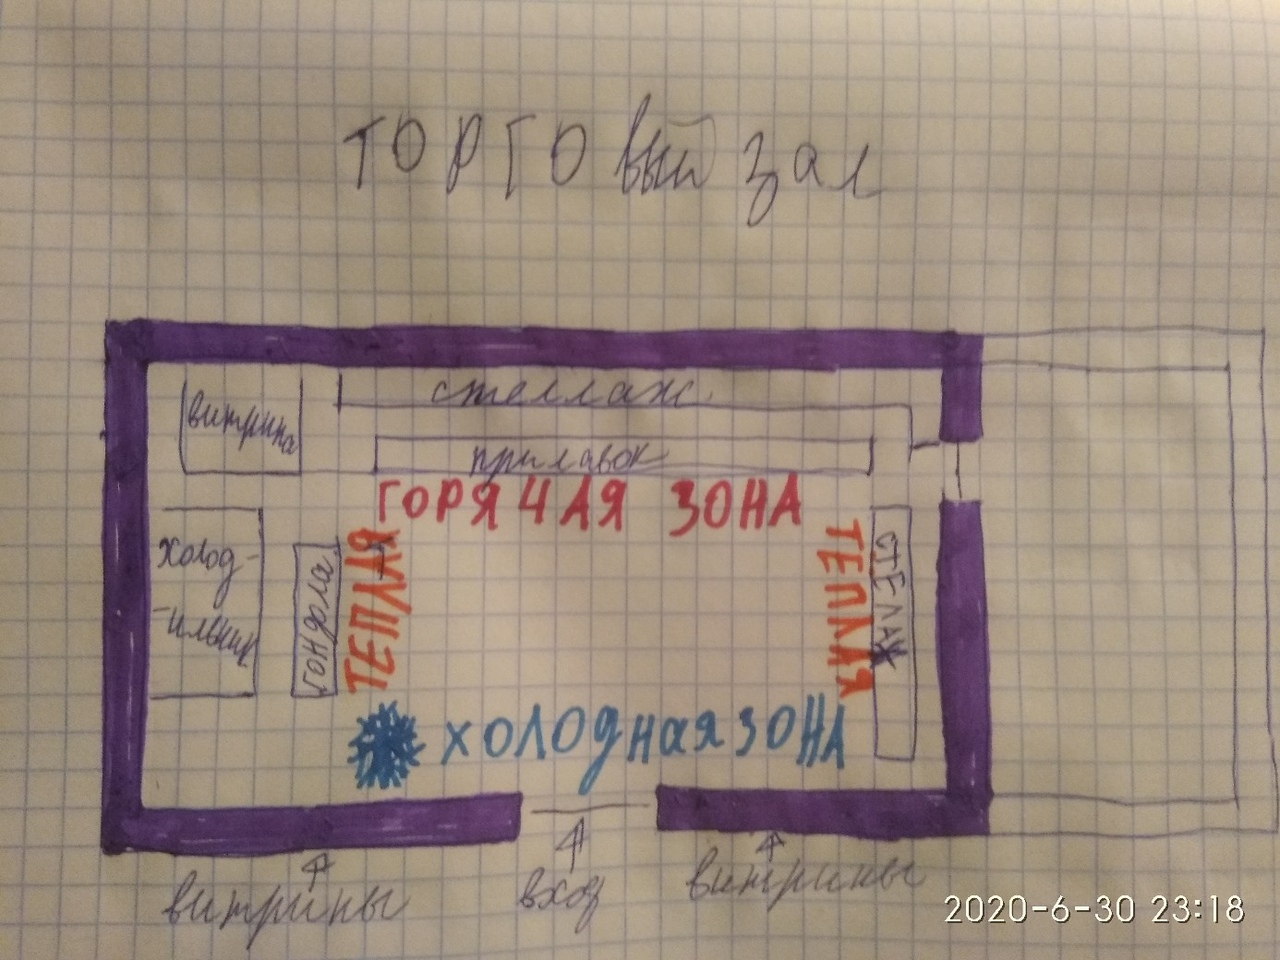 ТОРГОвый зал
стеллаж
витрина
прилавок
ГОРЯЧАЯ ЗОНА
холод-
-ильник
гондола
ТЕПЛАЯ
ТЕПЛАЯ
СТЕЛАЖ
ХОЛОДНАЯ ЗОНА
витрины
вход
витрины
2020-6-30 23:18